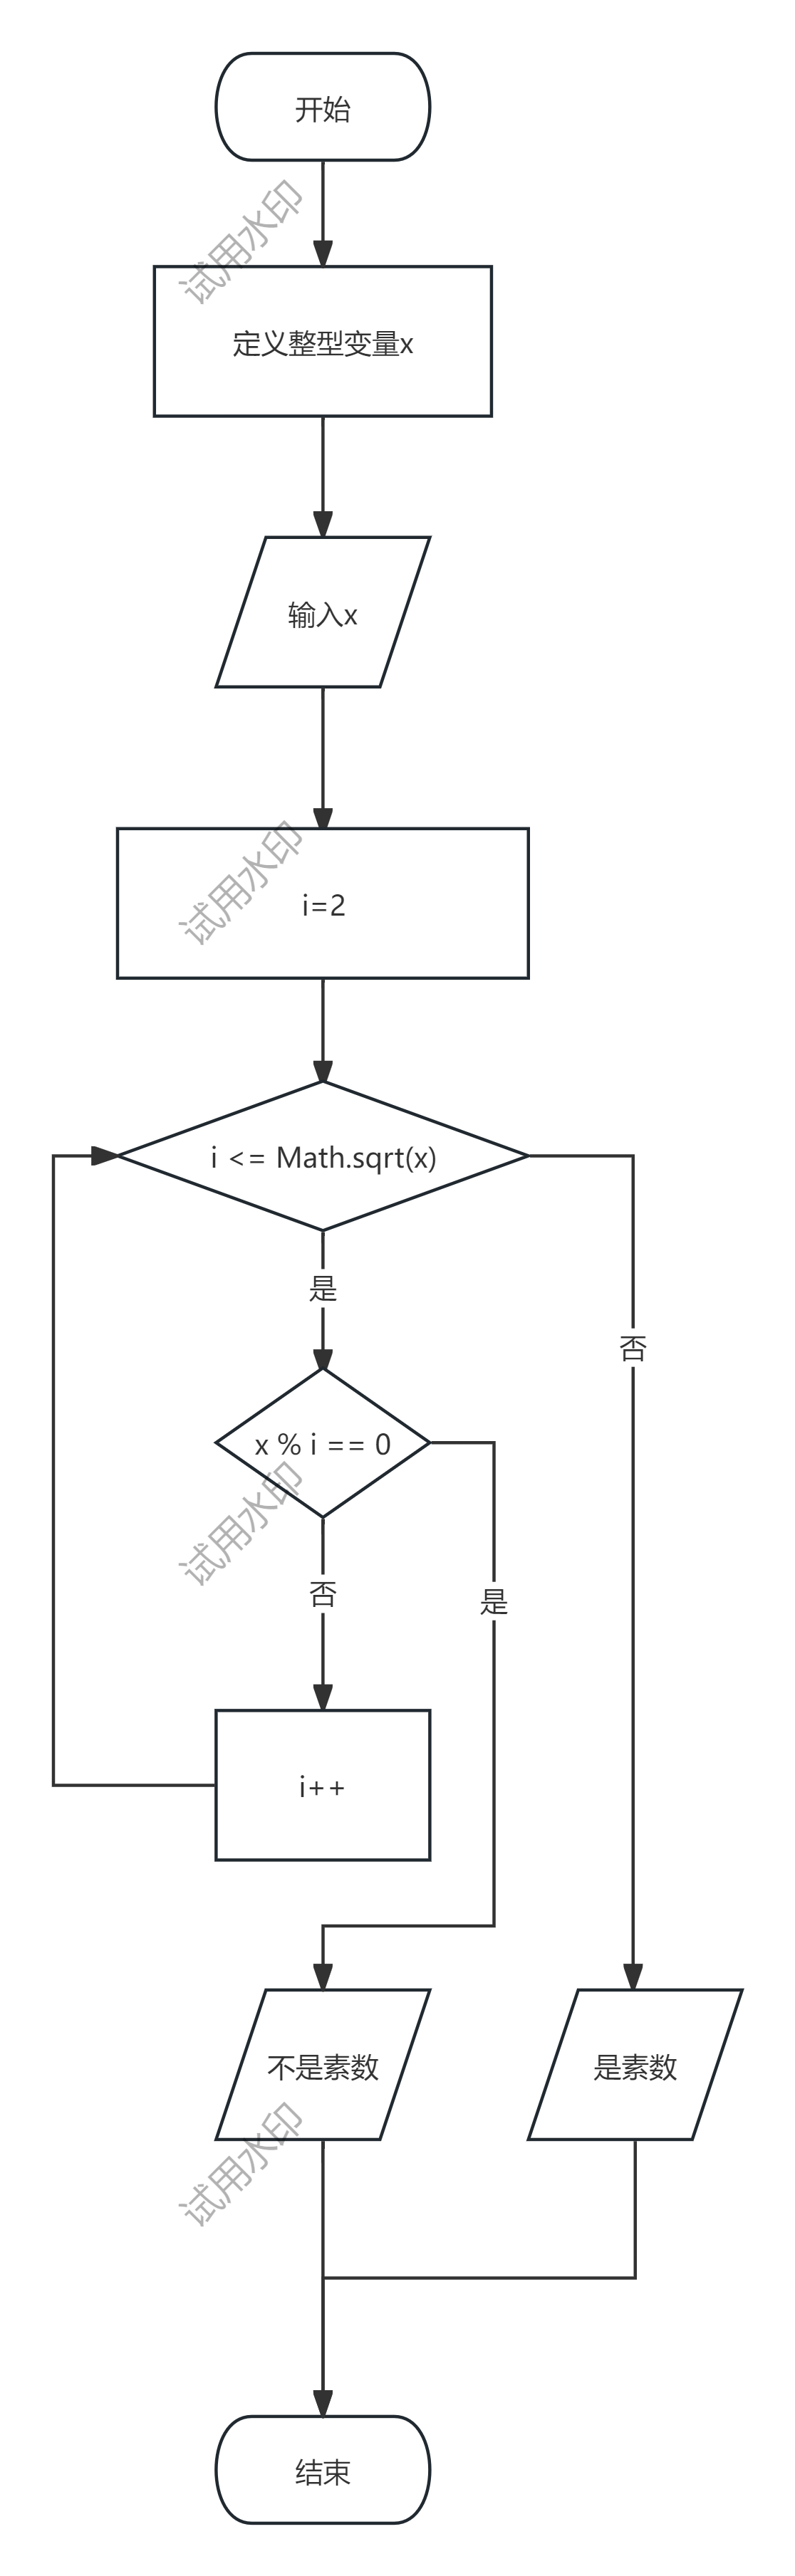 开始
试用水印
定义整型变量x
输入x
试用水印
i=2
i <= Math.sqrt(x)
是
否
x % i == 0
试用水印
否
是
i++
不是素数
是素数
试用水印
结束